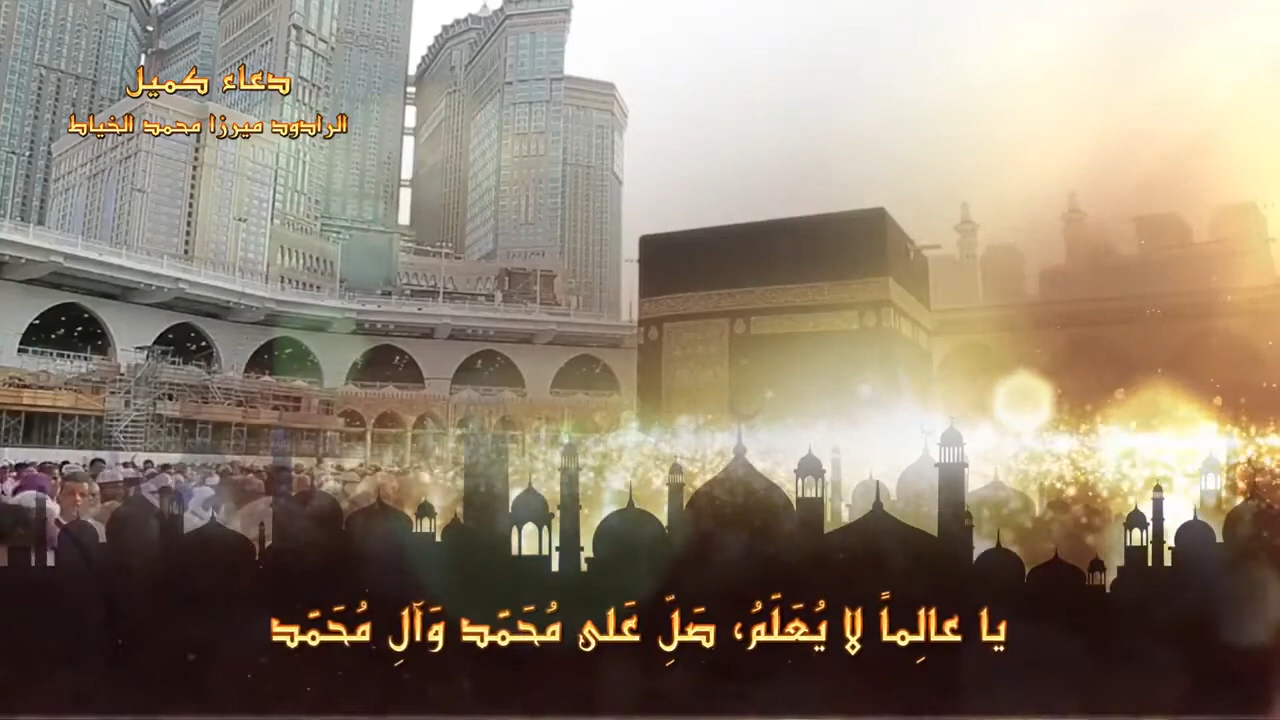 دعاء كميل
الرادود ميرزا محمد الخياط
يا عالِماً لا يُعَلَّمُ، صَلِّ عَلى مُحَمَّد وَآلِ مُحَمَّد